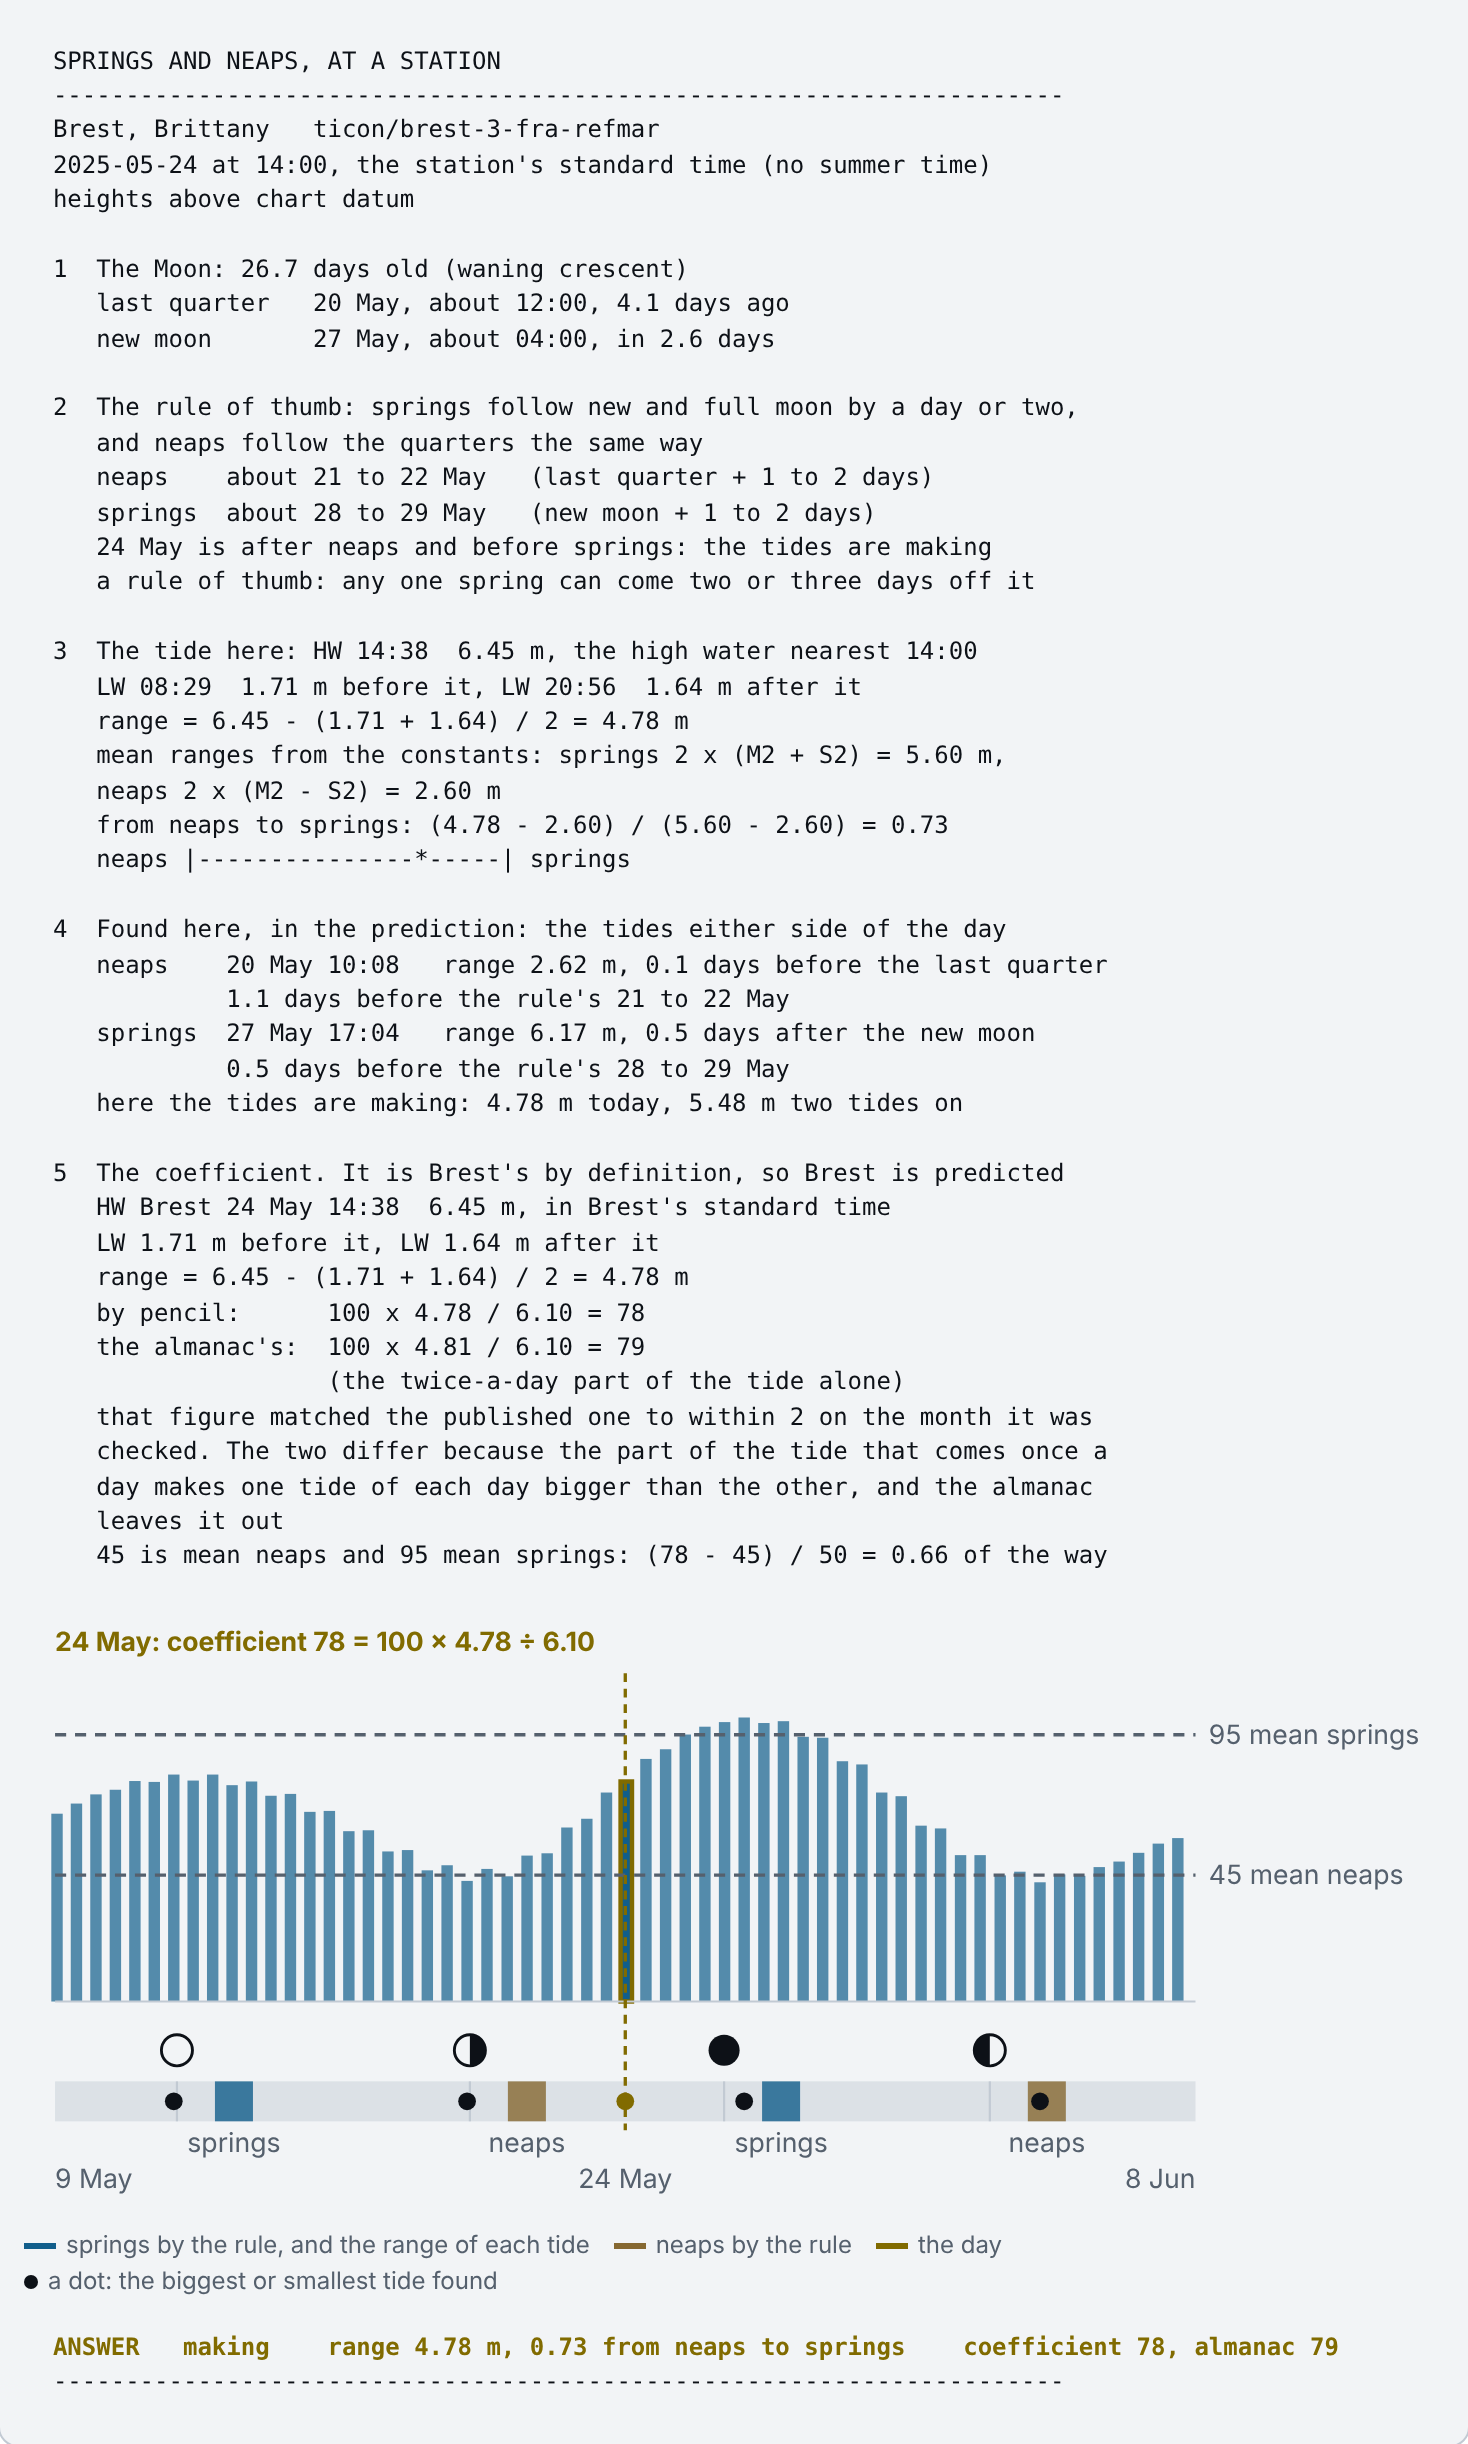 SPRINGS AND NEAPS, AT A STATION
----------------------------------------------------------------------
Brest, Brittany   ticon/brest-3-fra-refmar
2025-05-24 at 14:00, the station's standard time (no summer time)
heights above chart datum
1  The Moon: 26.7 days old (waning crescent)
   last quarter   20 May, about 12:00, 4.1 days ago
   new moon       27 May, about 04:00, in 2.6 days
2  The rule of thumb: springs follow new and full moon by a day or two,
   and neaps follow the quarters the same way
   neaps    about 21 to 22 May   (last quarter + 1 to 2 days)
   springs  about 28 to 29 May   (new moon + 1 to 2 days)
   24 May is after neaps and before springs: the tides are making
   a rule of thumb: any one spring can come two or three days off it
3  The tide here: HW 14:38  6.45 m, the high water nearest 14:00
   LW 08:29  1.71 m before it, LW 20:56  1.64 m after it
   range = 6.45 - (1.71 + 1.64) / 2 = 4.78 m
   mean ranges from the constants: springs 2 x (M2 + S2) = 5.60 m,
   neaps 2 x (M2 - S2) = 2.60 m
   from neaps to springs: (4.78 - 2.60) / (5.60 - 2.60) = 0.73
   neaps |---------------*-----| springs
4  Found here, in the prediction: the tides either side of the day
   neaps    20 May 10:08   range 2.62 m, 0.1 days before the last quarter
            1.1 days before the rule's 21 to 22 May
   springs  27 May 17:04   range 6.17 m, 0.5 days after the new moon
            0.5 days before the rule's 28 to 29 May
   here the tides are making: 4.78 m today, 5.48 m two tides on
5  The coefficient. It is Brest's by definition, so Brest is predicted
   HW Brest 24 May 14:38  6.45 m, in Brest's standard time
   LW 1.71 m before it, LW 1.64 m after it
   range = 6.45 - (1.71 + 1.64) / 2 = 4.78 m
   by pencil:      100 x 4.78 / 6.10 = 78
   the almanac's:  100 x 4.81 / 6.10 = 79
                   (the twice-a-day part of the tide alone)
   that figure matched the published one to within 2 on the month it was
   checked. The two differ because the part of the tide that comes once a
   day makes one tide of each day bigger than the other, and the almanac
   leaves it out
   45 is mean neaps and 95 mean springs: (78 - 45) / 50 = 0.66 of the way
24 May: coefficient 78 = 100 × 4.78 ÷ 6.10
95 mean springs
45 mean neaps
springs neaps springs neaps
9 May 24 May 8 Jun
springs by the rule, and the range of each tide neaps by the rule the day
a dot: the biggest or smallest tide found
ANSWER   making    range 4.78 m, 0.73 from neaps to springs    coefficient 78, almanac 79
----------------------------------------------------------------------